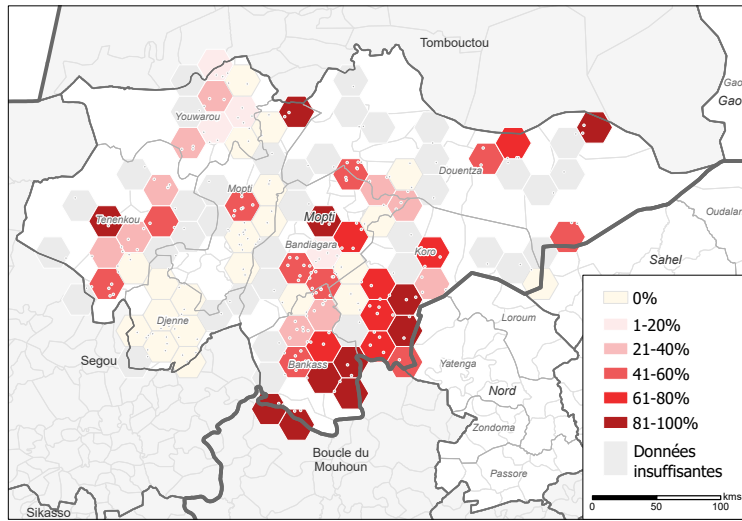 Tombouctou
Gao
Gao
Youwarou
Douentza
Mopti
Tenenkou
Mopti
Oudalan
Bandiagara
Koro
Sahel
Djenne
Loroum
Segou
Bankass
Yatenga
Nord
Zondoma
Boucle du
Mouhoun
Passore
Sikasso
0%
1-20%
21-40%
41-60%
61-80%
81-100%
Données
insuffisantes
kms
0 50 100